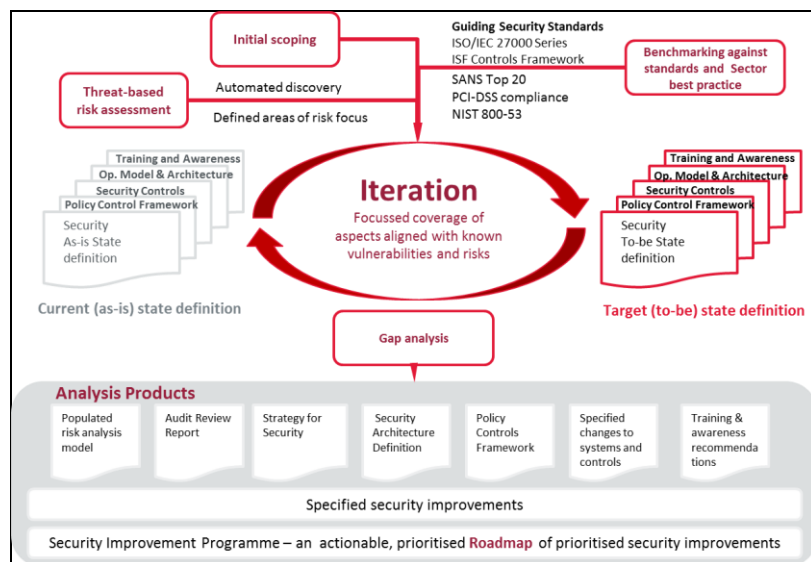 Initial scoping
Guiding Security Standards
ISO/IEC 27000 Series
ISF Controls Framework
SANS Top 20
PCI-DSS compliance
NIST 800-53
Benchmarking against
standards and Sector
best practice
Threat-based
risk assessment
Automated discovery
Defined areas of risk focus
Training and Awareness
Op. Model & Architecture
Security Controls
Policy Control Framework
Security
As-is State
definition
Current (as-is) state definition
Iteration
Focussed coverage of
aspects aligned with known
vulnerabilities and risks
Training and Awareness
Op. Model & Architecture
Security Controls
Policy Control Framework
Security
To-be State
definition
Target (to-be) state definition
Gap analysis
Analysis Products
Populated
risk analysis
model
Audit Review
Report
Strategy for
Security
Security
Architecture
Definition
Policy
Controls
Framework
Specified
changes to
systems and
controls
Training &
awareness
recommenda
tions
Specified security improvements
Security Improvement Programme – an actionable, prioritised Roadmap of prioritised security improvements